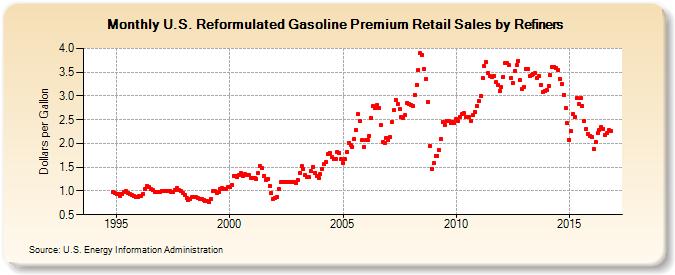 Monthly U.S. Reformulated Gasoline Premium Retail Sales by Refiners
Dollars per Gallon
4.0
3.5
3.0
2.5
2.0
1.5
1.0
0.5
1995 2000 2005 2010 2015
Source: U.S. Energy Information Administration